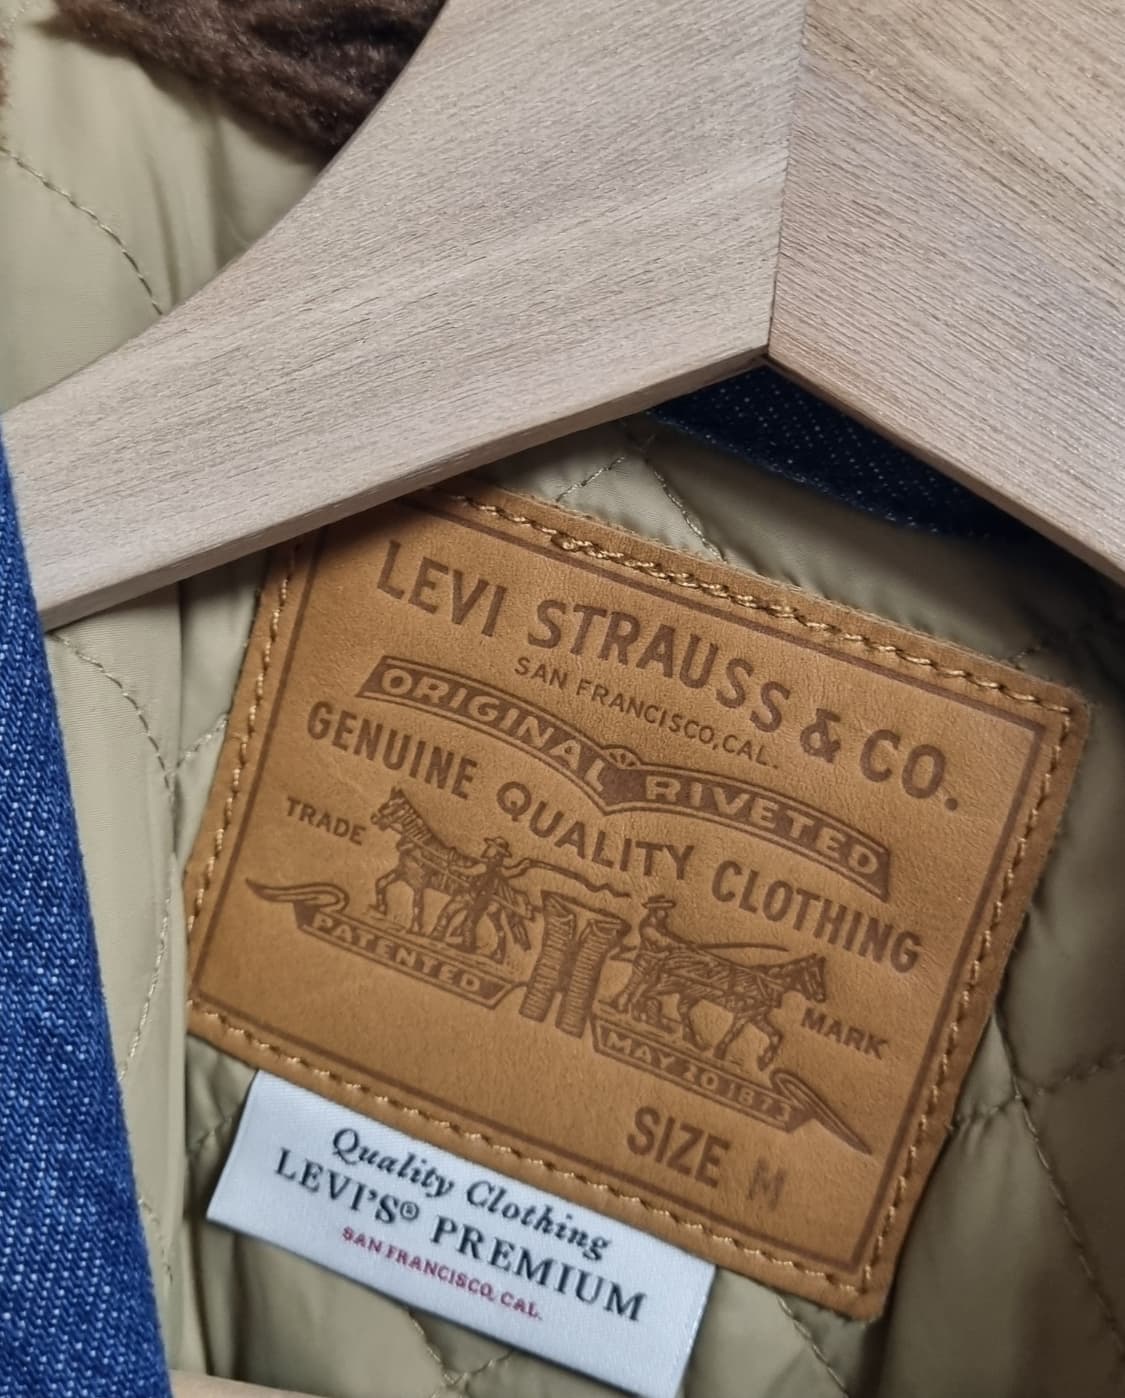 LEVI STRAUSS & CO.
SAN FRANCISCO, CAL.
ORIGINAL RIVETED
GENUINE QUALITY CLOTHING
TRADE MARK
PATENTED MAY 20 1873
SIZE M
Quality Clothing
LEVI'S® PREMIUM
SAN FRANCISCO, CAL.